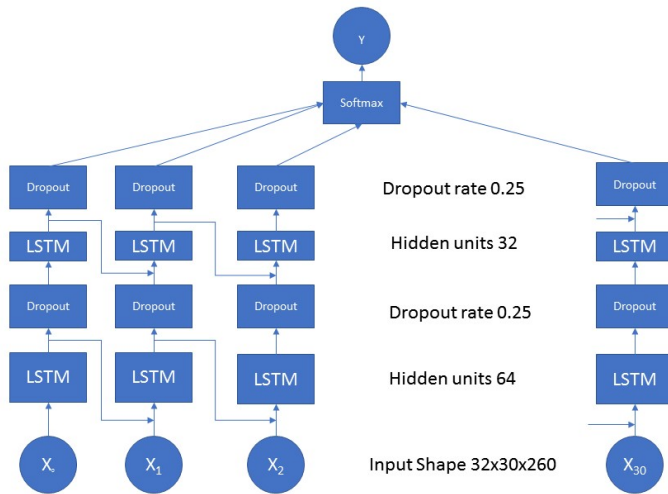 Y
Softmax
Dropout Dropout Dropout Dropout rate 0.25 Dropout
LSTM LSTM LSTM Hidden units 32 LSTM
Dropout Dropout Dropout Dropout rate 0.25 Dropout
LSTM LSTM LSTM Hidden units 64 LSTM
X₀ X₁ X₂ Input Shape 32x30x260 X₃₀